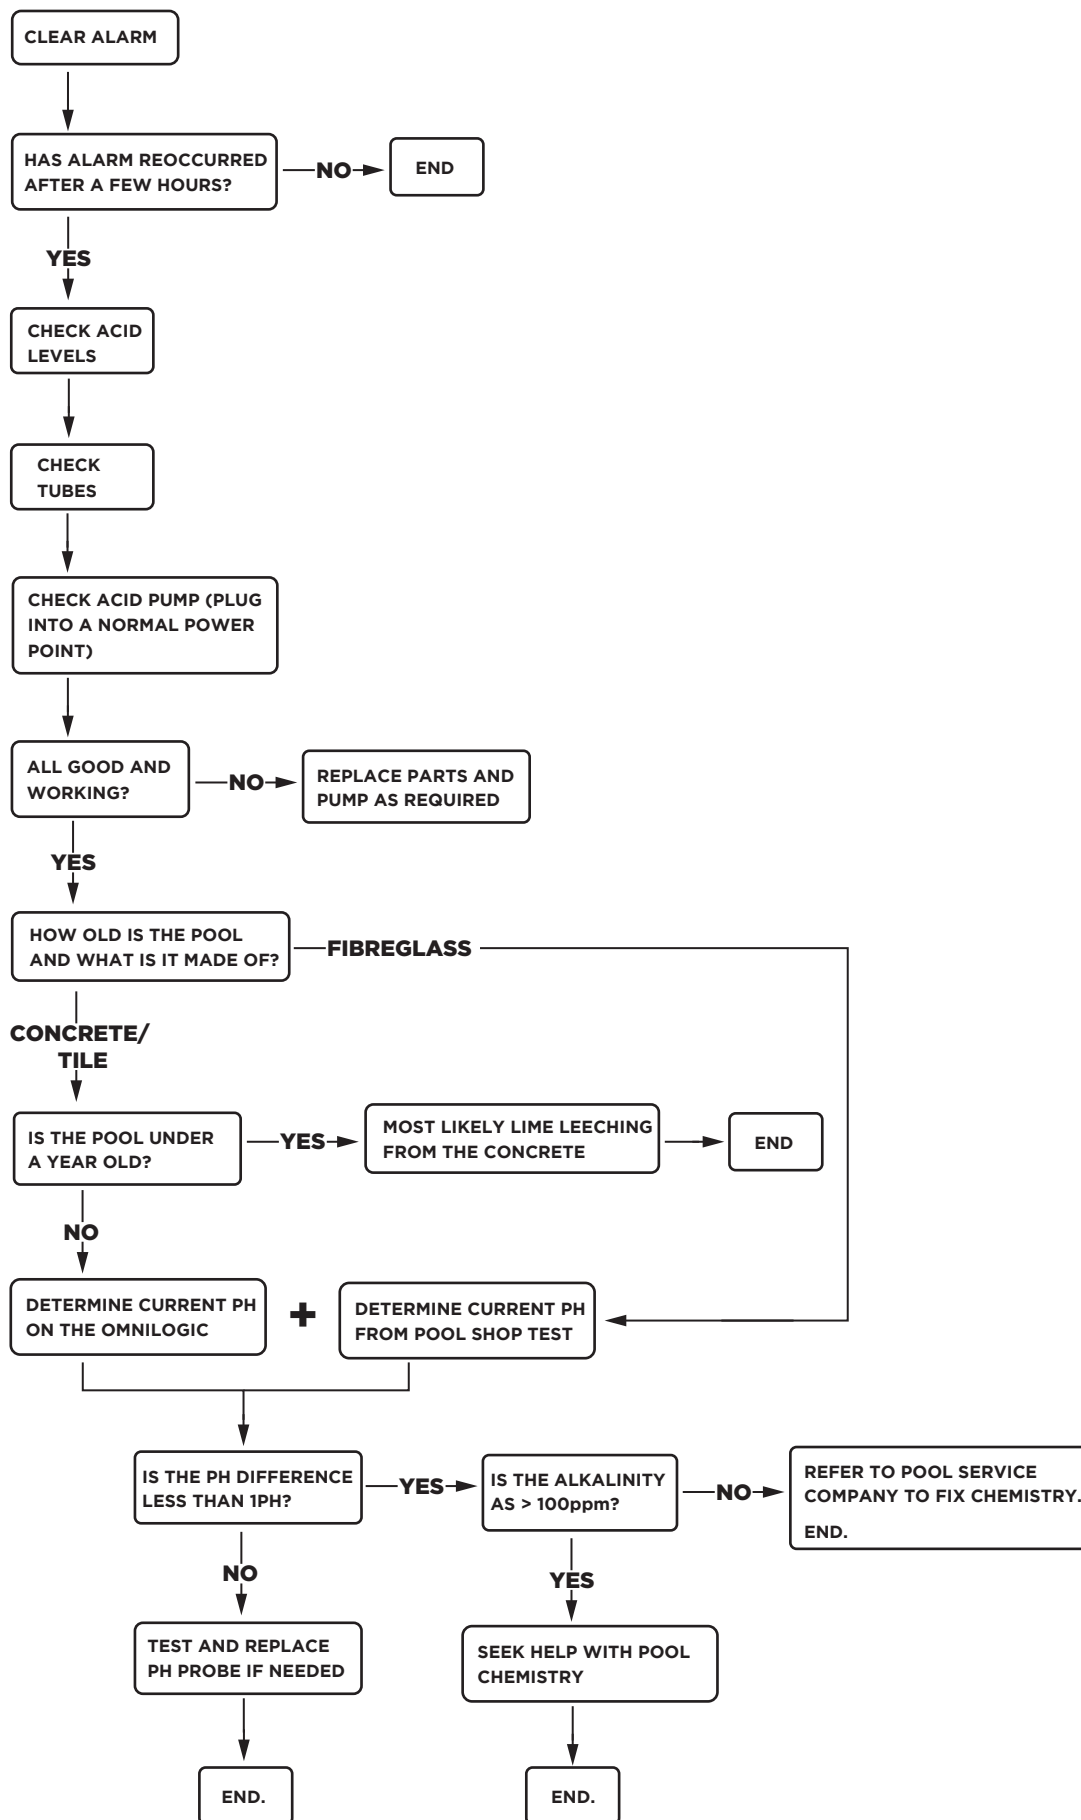 CLEAR ALARM
HAS ALARM REOCCURRED
AFTER A FEW HOURS?
NO
END
YES
CHECK ACID
LEVELS
CHECK
TUBES
CHECK ACID PUMP (PLUG
INTO A NORMAL POWER
POINT)
ALL GOOD AND
WORKING?
NO
REPLACE PARTS AND
PUMP AS REQUIRED
YES
HOW OLD IS THE POOL
AND WHAT IS IT MADE OF?
FIBREGLASS
CONCRETE/
TILE
IS THE POOL UNDER
A YEAR OLD?
YES
MOST LIKELY LIME LEECHING
FROM THE CONCRETE
END
NO
DETERMINE CURRENT PH
ON THE OMNILOGIC
+
DETERMINE CURRENT PH
FROM POOL SHOP TEST
IS THE PH DIFFERENCE
LESS THAN 1PH?
YES
IS THE ALKALINITY
AS > 100ppm?
NO
REFER TO POOL SERVICE
COMPANY TO FIX CHEMISTRY.
END.
NO
TEST AND REPLACE
PH PROBE IF NEEDED
END.
YES
SEEK HELP WITH POOL
CHEMISTRY
END.